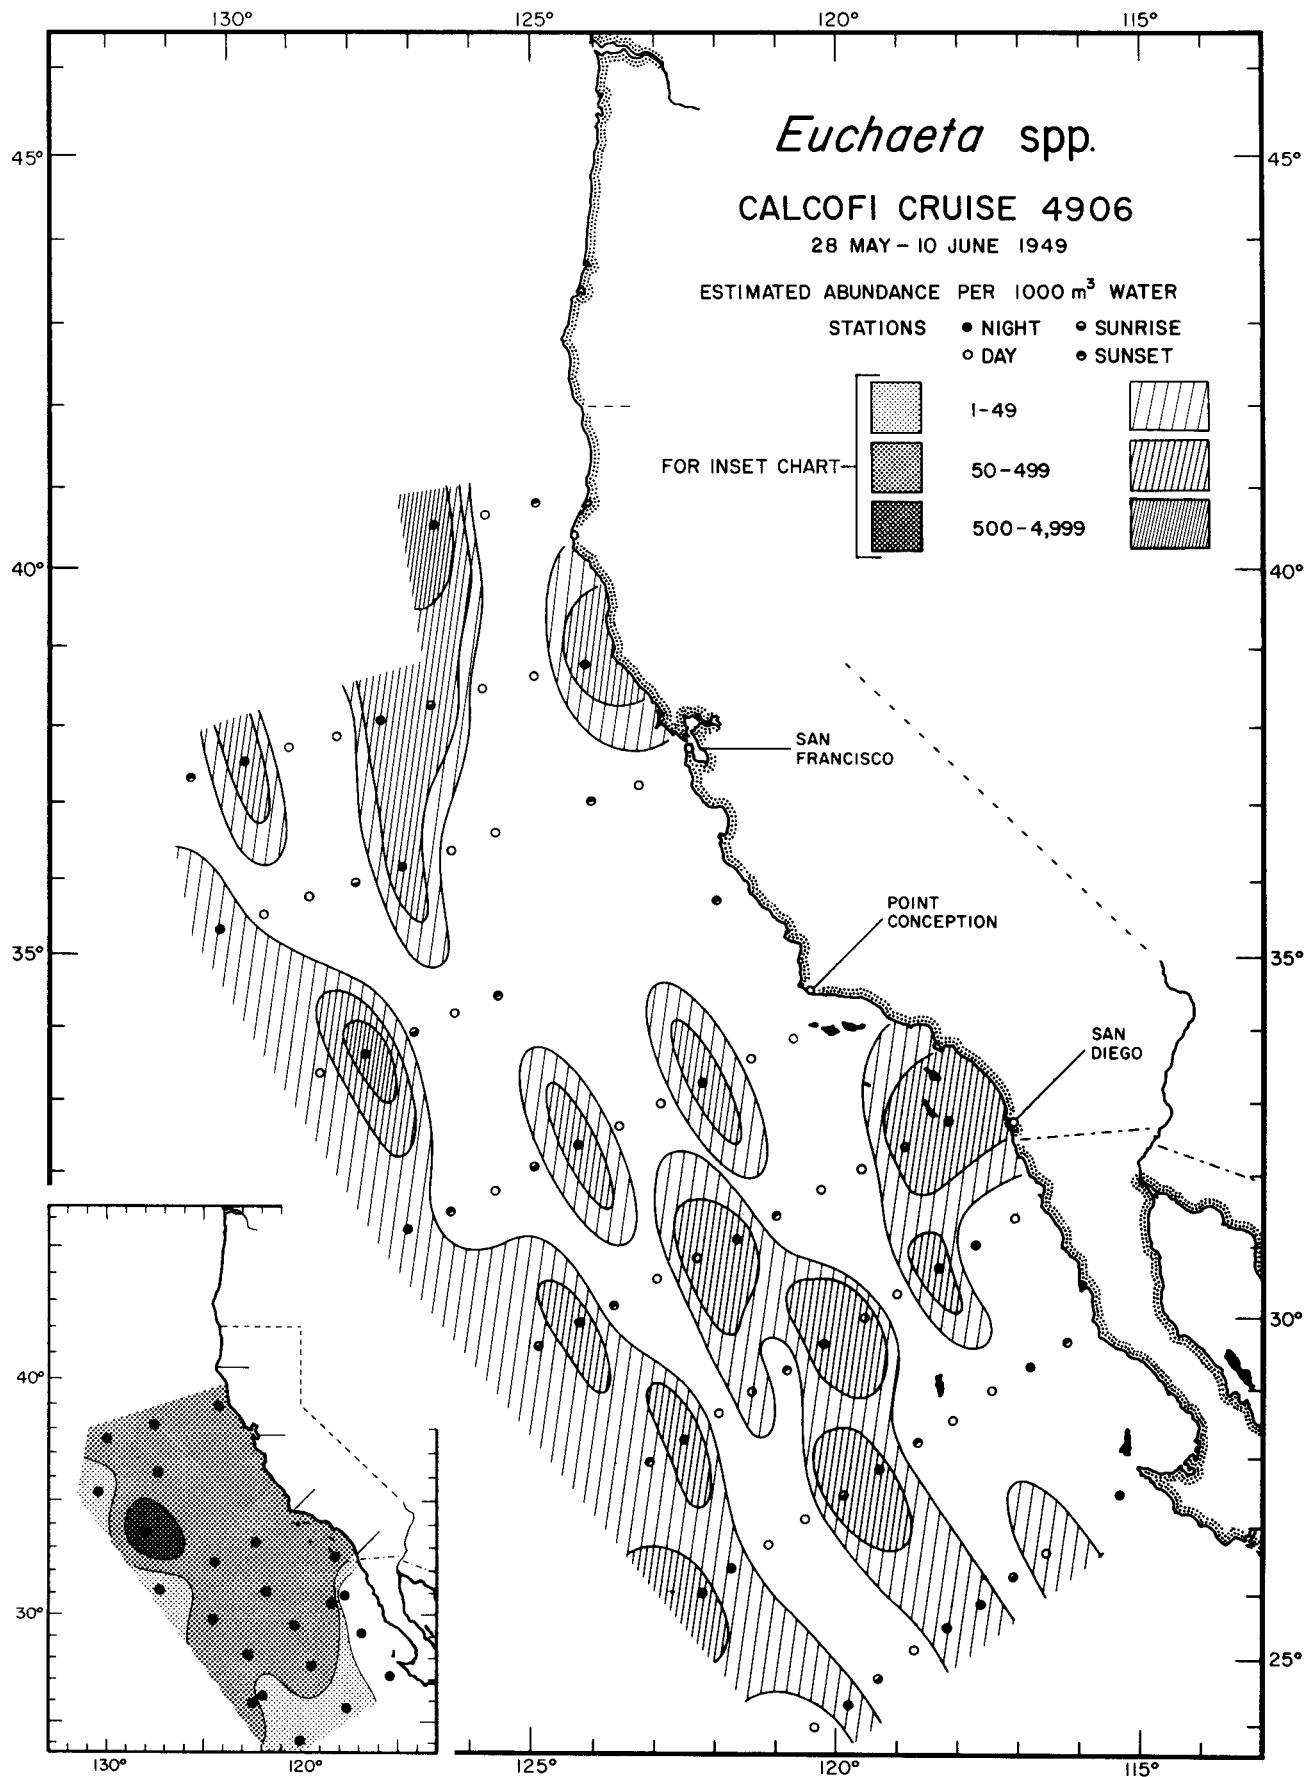 130° 125° 120° 115°
Euchaeta spp.
45° 45°
CALCOFI CRUISE 4906
28 MAY – 10 JUNE 1949
ESTIMATED ABUNDANCE PER 1000 m³ WATER
STATIONS ● NIGHT SUNRISE
○ DAY SUNSET
1-49
FOR INSET CHART 50-499
500-4,999
40° 40°
SAN
FRANCISCO
POINT
CONCEPTION
35° 35°
SAN
DIEGO
30°
40°
30°
25°
130° 120° 125° 120° 115°